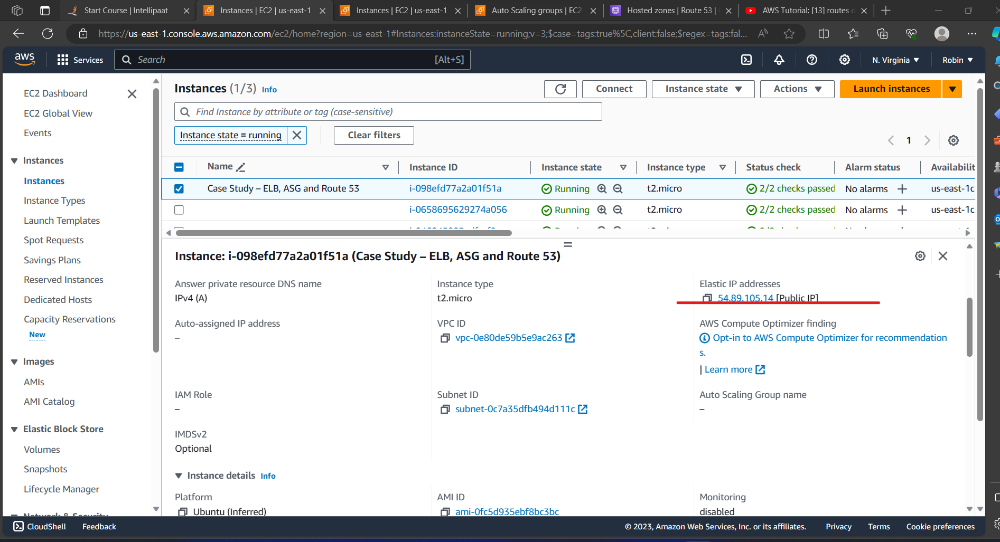 Start Course | Intellipaat
Instances | EC2 | us-east-1
Instances | EC2 | us-east-1
Auto Scaling groups | EC2
Hosted zones | Route 53 |
AWS Tutorial: [13] routes
https://us-east-1.console.aws.amazon.com/ec2/home?region=us-east-1#Instances:instanceState=running;v=3;$case=tags:true%5C,client:false;$regex=tags:fal...
aws
Services
Search
[Alt+S]
N. Virginia
Robin
EC2 Dashboard
EC2 Global View
Events
Instances
Instances
Instance Types
Launch Templates
Spot Requests
Savings Plans
Reserved Instances
Dedicated Hosts
Capacity Reservations
New
Images
AMIs
AMI Catalog
Elastic Block Store
Volumes
Snapshots
Lifecycle Manager
Network & Security
Instances (1/3) Info
Connect
Instance state
Actions
Launch instances
Find Instance by attribute or tag (case-sensitive)
Instance state = running
Clear filters
1
Name Instance ID Instance state Instance type Status check Alarm status Availabilit
Case Study – ELB, ASG and Route 53 i-098efd77a2a01f51a Running t2.micro 2/2 checks passed No alarms + us-east-1c
i-0658695629274a056 Running t2.micro 2/2 checks passed No alarms + us-east-1c
Instance: i-098efd77a2a01f51a (Case Study – ELB, ASG and Route 53)
Answer private resource DNS name
IPv4 (A)
Instance type
t2.micro
Elastic IP addresses
54.89.105.14 [Public IP]
Auto-assigned IP address
–
VPC ID
vpc-0e80de59b5e9ac263
AWS Compute Optimizer finding
Opt-in to AWS Compute Optimizer for recommendation
s.
| Learn more
IAM Role
–
Subnet ID
subnet-0c7a35dfb494d111c
Auto Scaling Group name
–
IMDSv2
Optional
Instance details Info
Platform
Ubuntu (Inferred)
AMI ID
ami-0fc5d935ebf8bc3bc
Monitoring
disabled
CloudShell
Feedback
© 2023, Amazon Web Services, Inc. or its affiliates.
Privacy
Terms
Cookie preferences